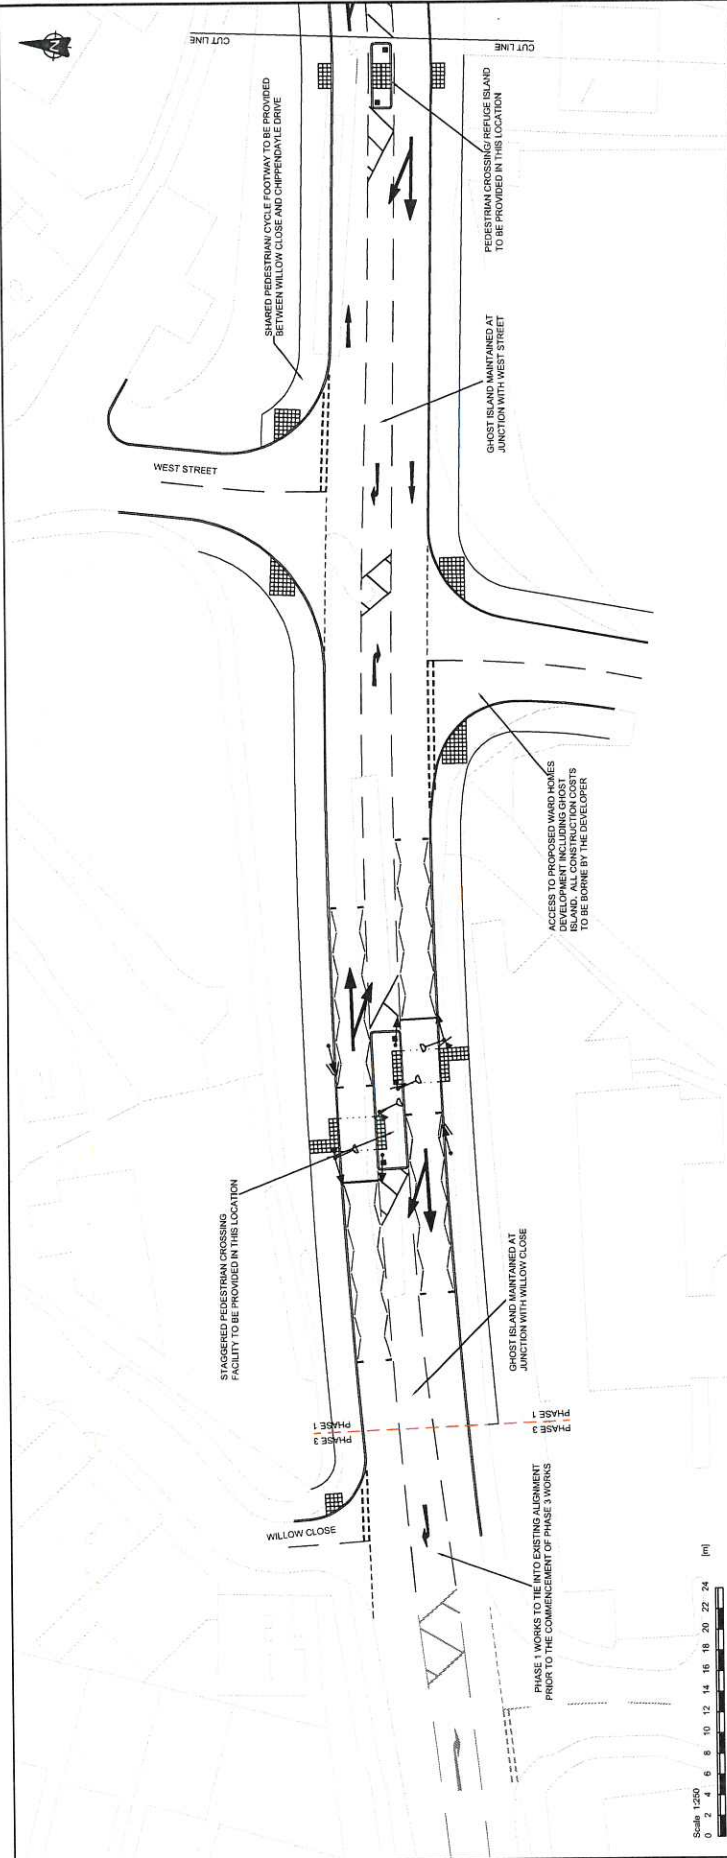 N
CUT LINE
CUT LINE
SHARED PEDESTRIAN/ CYCLE FOOTWAY TO BE PROVIDED
BETWEEN WILLOW CLOSE AND CHIPPENDAYLE DRIVE
PEDESTRIAN CROSSING/ REFUGE ISLAND
TO BE PROVIDED IN THIS LOCATION
WEST STREET
GHOST ISLAND MAINTAINED AT
JUNCTION WITH WEST STREET
ACCESS TO PROPOSED WARD HOMES
DEVELOPMENT INCLUDING GHOST
ISLAND. ALL CONSTRUCTION COSTS
TO BE BORNE BY THE DEVELOPER
STAGGERED PEDESTRIAN CROSSING
FACILITY TO BE PROVIDED IN THIS LOCATION
GHOST ISLAND MAINTAINED AT
JUNCTION WITH WILLOW CLOSE
PHASE 1
PHASE 3
PHASE 1
PHASE 3
WILLOW CLOSE
PHASE 1 WORKS TO TIE INTO EXISTING ALIGNMENT
PRIOR TO THE COMMENCEMENT OF PHASE 3 WORKS
Scale 1:250
0 2 4 6 8 10 12 14 16 18 20 22 24 [m]